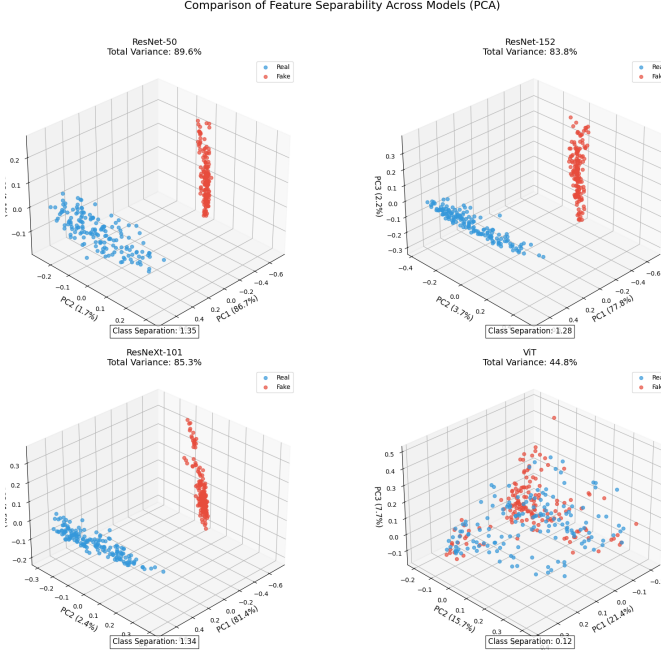 Comparison of Feature Separability Across Models (PCA)
ResNet-50
Total Variance: 89.6%
Real
Fake
0.2
0.1
0.0
−0.1
−0.2
−0.1
0.0
0.1
0.2
PC2 (1.7%)
0.4
0.2
0.0
−0.2
−0.4
−0.6
PC1 (86.7%)
Class Separation: 1.35
ResNet-152
Total Variance: 83.8%
Fake
PC3 (2.2%)
0.3
0.2
0.1
0.0
−0.1
−0.2
−0.3
−0.4
−0.2
0.0
0.2
PC2 (3.7%)
0.4
0.2
0.0
−0.2
−0.4
PC1 (77.8%)
Class Separation: 1.28
ResNeXt-101
Total Variance: 85.3%
Real
Fake
0.3
0.2
0.1
0.0
−0.1
−0.2
−0.3
−0.2
−0.1
0.0
0.1
0.2
0.3
PC2 (2.4%)
0.4
0.2
0.0
−0.2
−0.4
−0.6
PC1 (81.4%)
Class Separation: 1.34
ViT
Total Variance: 44.8%
Fake
PC3 (7.7%)
0.5
0.4
0.3
0.2
0.1
0.0
−0.1
−0.2
−0.1
0.0
0.1
0.2
0.3
PC2 (15.7%)
0.3
0.2
0.1
0.0
PC1 (21.4%)
Class Separation: 0.12